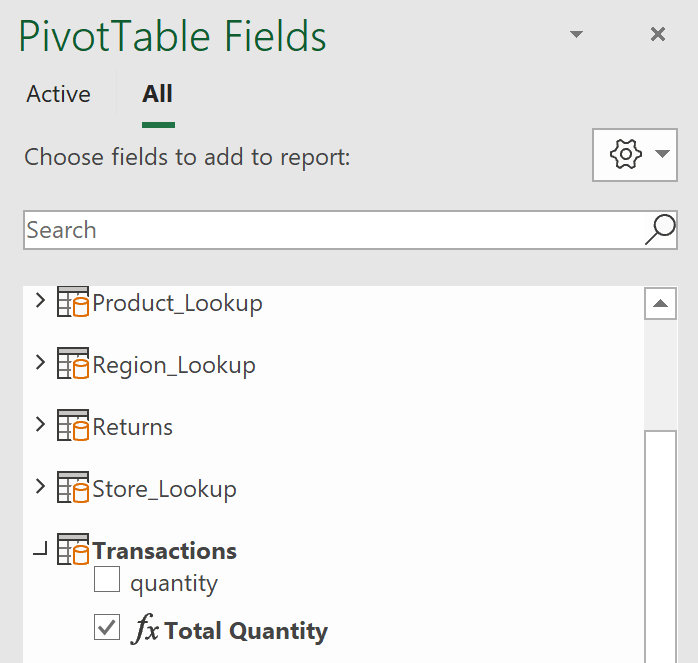 PivotTable Fields
Active All
Choose fields to add to report:
Search
Product_Lookup
Region_Lookup
Returns
Store_Lookup
Transactions
quantity
fx Total Quantity